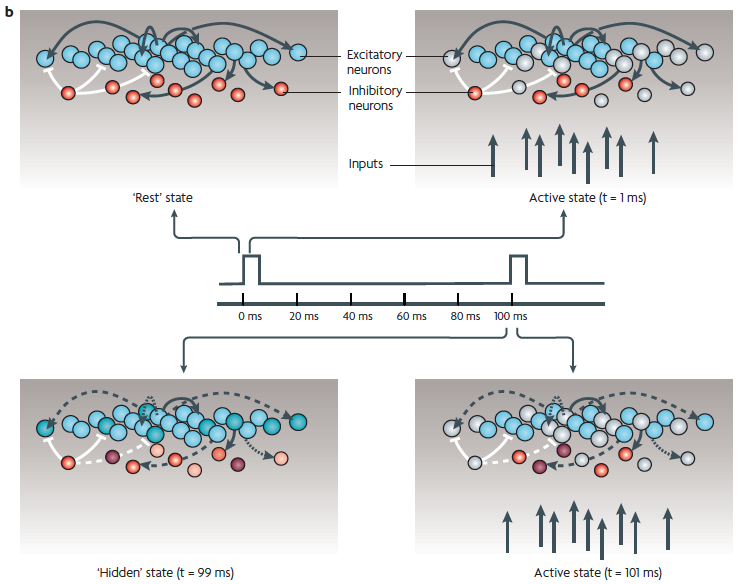 b
Excitatory
neurons
Inhibitory
neurons
Inputs
'Rest' state
Active state (t = 1 ms)
0 ms 20 ms 40 ms 60 ms 80 ms 100 ms
'Hidden' state (t = 99 ms)
Active state (t = 101 ms)